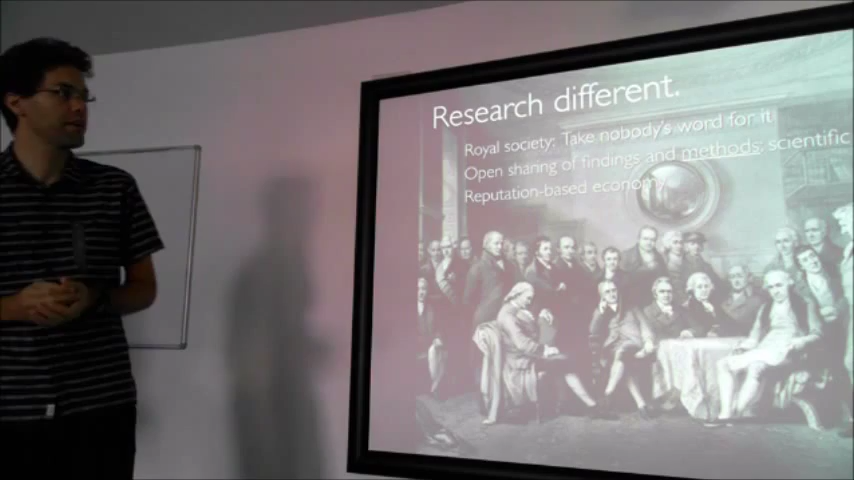 Research different.
Royal society: Take nobody's word for it
Open sharing of findings and methods: scientific
Reputation-based economy